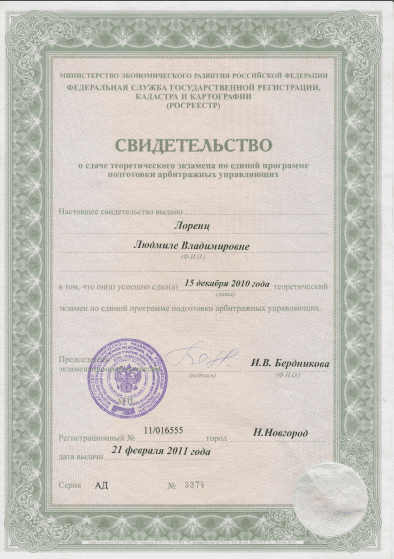 МИНИСТЕРСТВО ЭКОНОМИЧЕСКОГО РАЗВИТИЯ РОССИЙСКОЙ ФЕДЕРАЦИИ
ФЕДЕРАЛЬНАЯ СЛУЖБА ГОСУДАРСТВЕННОЙ РЕГИСТРАЦИИ,
КАДАСТРА И КАРТОГРАФИИ
(РОСРЕЕСТР)
СВИДЕТЕЛЬСТВО
о сдаче теоретического экзамена по единой программе
подготовки арбитражных управляющих
Настоящее свидетельство выдано
Лоренц
Людмиле Владимировне
(Ф.И.О.)
в том, что он(а) успешно сдал(а) 15 декабря 2010 года теоретический
(дата)
экзамен по единой программе подготовки арбитражных управляющих.
Председатель
И.В. Бердникова
(подпись) (Ф.И.О.)
Регистрационный № 11/016555 город Н.Новгород
дата выдачи 21 февраля 2011 года
Серия АД № 3374